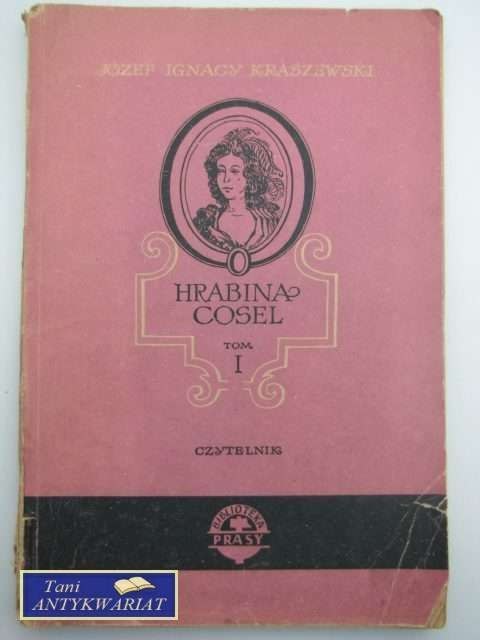 JÓZEF IGNACY KRASZEWSKI
HRABINA
COSEL
TOM
I
CZYTELNIK
BIBLIOTEKA
PRASY
Tani
ANTYKWARIAT